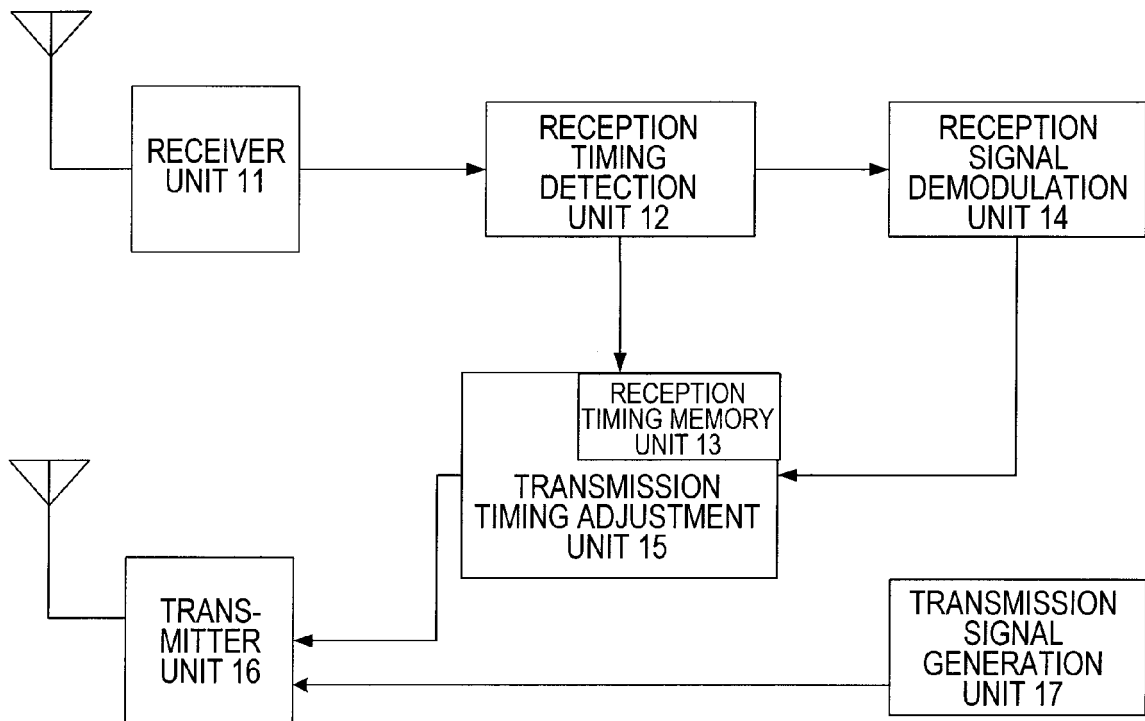 RECEIVER
UNIT 11
RECEPTION
TIMING
DETECTION
UNIT 12
RECEPTION
SIGNAL
DEMODULATION
UNIT 14
RECEPTION
TIMING MEMORY
UNIT 13
TRANSMISSION
TIMING ADJUSTMENT
UNIT 15
TRANS-
MITTER
UNIT 16
TRANSMISSION
SIGNAL
GENERATION
UNIT 17